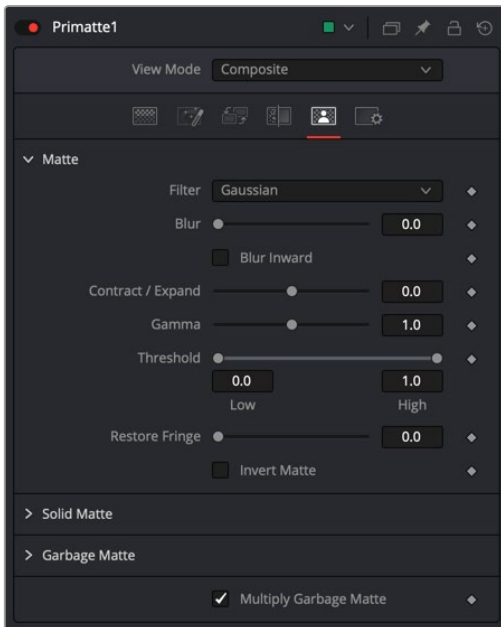 Primatte1
View Mode Composite
Matte
Filter Gaussian
Blur 0.0
Blur Inward
Contract / Expand 0.0
Gamma 1.0
Threshold
0.0 1.0
Low High
Restore Fringe 0.0
Invert Matte
Solid Matte
Garbage Matte
Multiply Garbage Matte